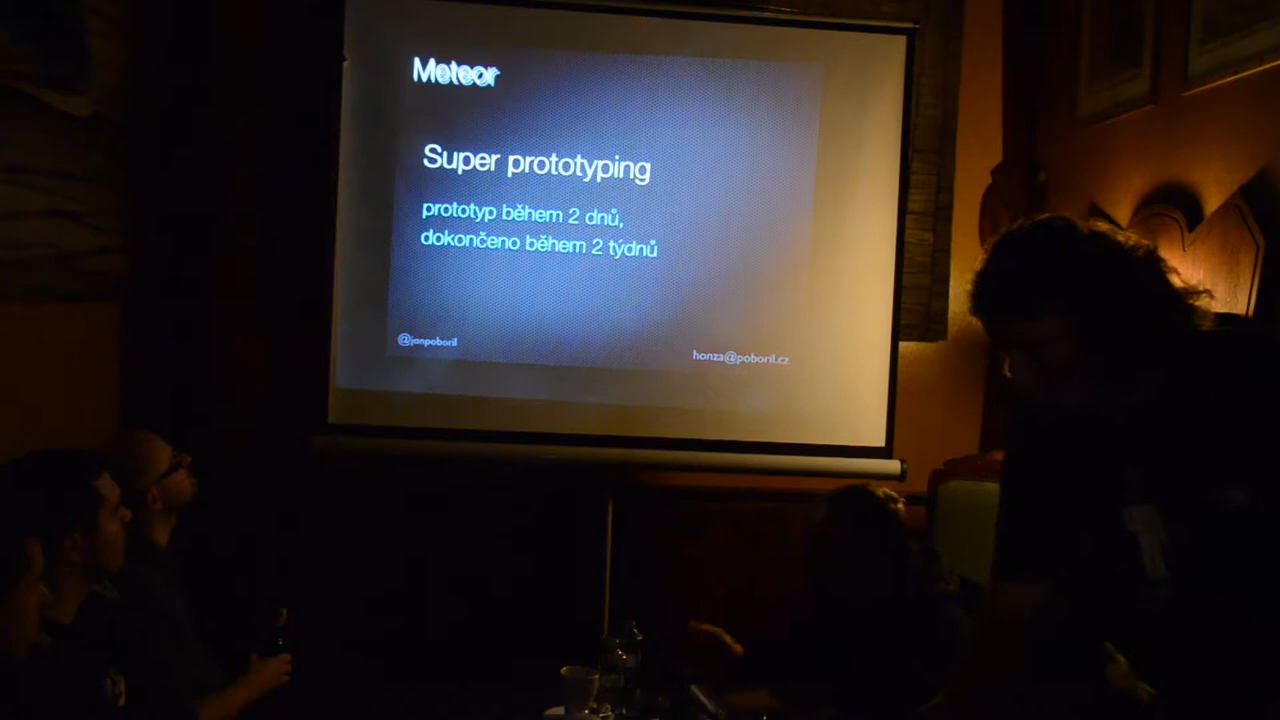 Meteor
Super prototyping
prototyp během 2 dnů,
dokončeno během 2 týdnů
@janpoboril
honza@poboril.cz